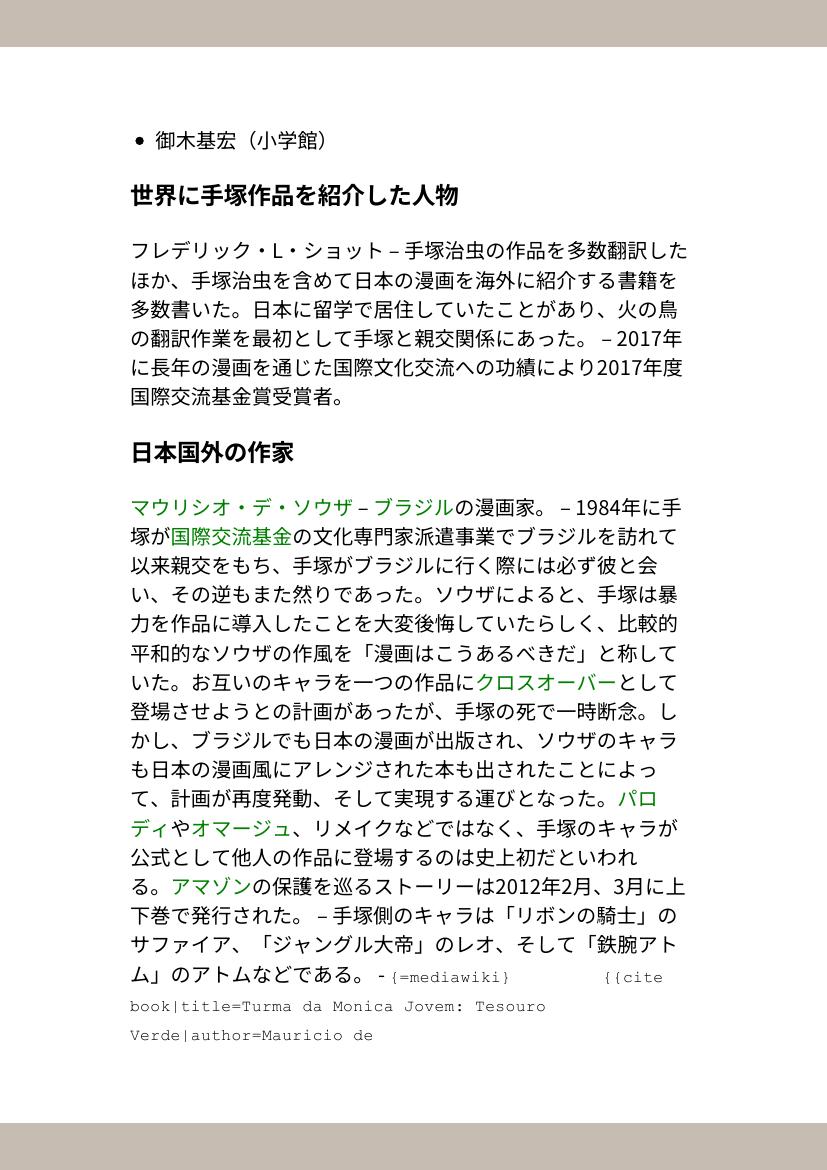 • 御木基宏（小学館）
世界に手塚作品を紹介した人物
フレデリック・L・ショット – 手塚治虫の作品を多数翻訳した
ほか、手塚治虫を含めて日本の漫画を海外に紹介する書籍を
多数書いた。日本に留学で居住していたことがあり、火の鳥
の翻訳作業を最初として手塚と親交関係にあった。 – 2017年
に長年の漫画を通じた国際文化交流への功績により2017年度
国際交流基金賞受賞者。
日本国外の作家
マウリシオ・デ・ソウザ – ブラジルの漫画家。 – 1984年に手
塚が国際交流基金の文化専門家派遣事業でブラジルを訪れて
以来親交をもち、手塚がブラジルに行く際には必ず彼と会
い、その逆もまた然りであった。ソウザによると、手塚は暴
力を作品に導入したことを大変後悔していたらしく、比較的
平和的なソウザの作風を「漫画はこうあるべきだ」と称して
いた。お互いのキャラを一つの作品にクロスオーバーとして
登場させようとの計画があったが、手塚の死で一時断念。し
かし、ブラジルでも日本の漫画が出版され、ソウザのキャラ
も日本の漫画風にアレンジされた本も出されたことによっ
て、計画が再度発動、そして実現する運びとなった。パロ
ディやオマージュ、リメイクなどではなく、手塚のキャラが
公式として他人の作品に登場するのは史上初だといわれ
る。アマゾンの保護を巡るストーリーは2012年2月、3月に上
下巻で発行された。 – 手塚側のキャラは「リボンの騎士」の
サファイア、「ジャングル大帝」のレオ、そして「鉄腕アト
ム」のアトムなどである。 - {=mediawiki} {{cite
book|title=Turma da Monica Jovem: Tesouro
Verde|author=Mauricio de